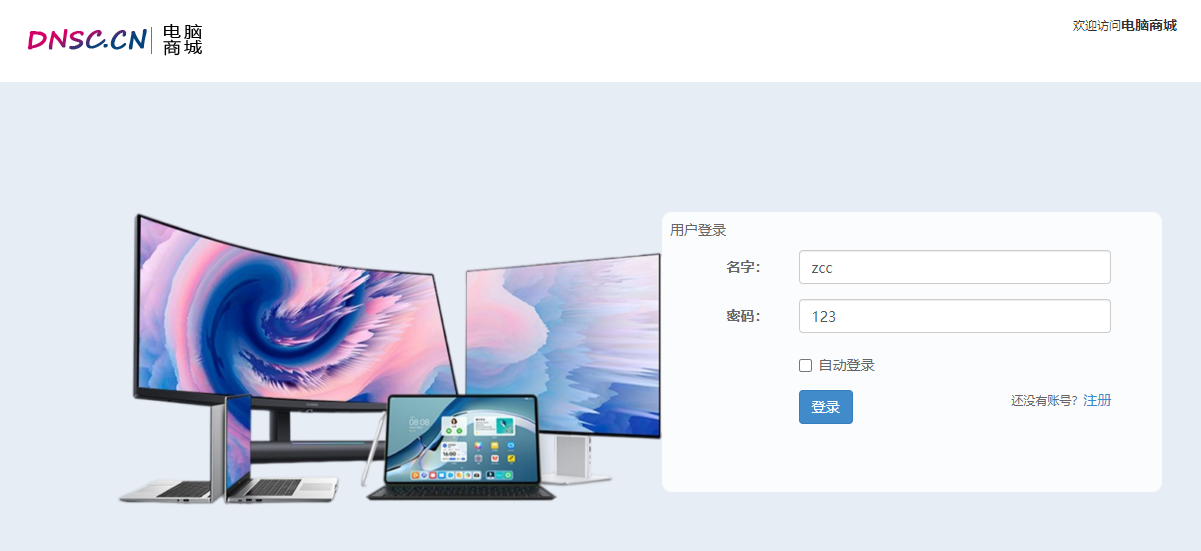 DNSC.CN
电脑
商城
欢迎访问电脑商城
用户登录
名字： zcc
密码： 123
自动登录
登录
还没有账号？注册
08:08
16:00